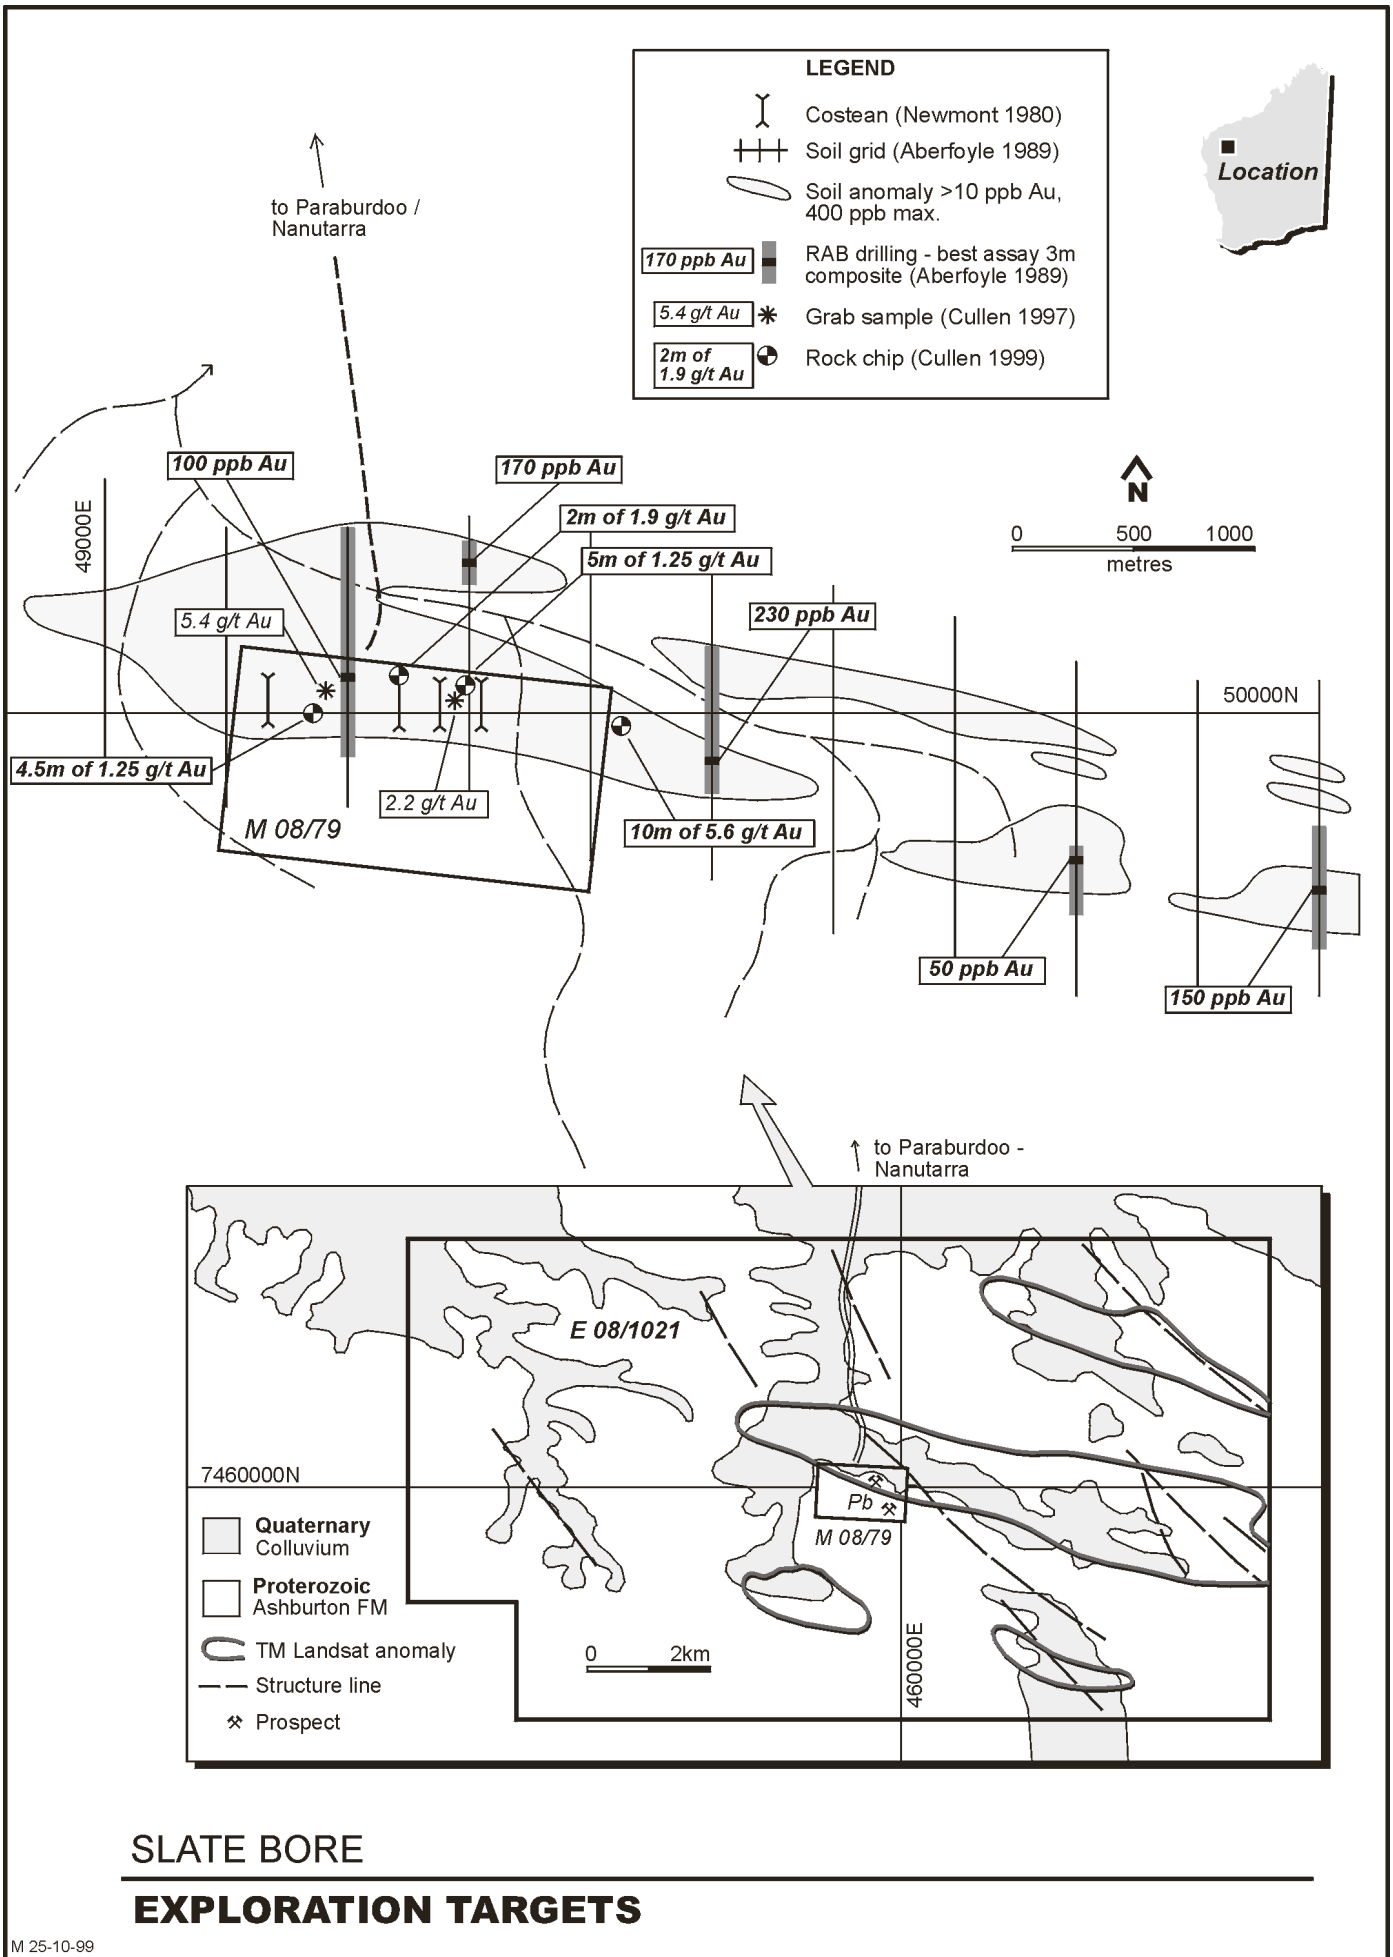 LEGEND
Costean (Newmont 1980)
Soil grid (Aberfoyle 1989)
Soil anomaly >10 ppb Au,
400 ppb max.
170 ppb Au
RAB drilling - best assay 3m
composite (Aberfoyle 1989)
5.4 g/t Au
Grab sample (Cullen 1997)
2m of
1.9 g/t Au
Rock chip (Cullen 1999)
Location
to Paraburdoo /
Nanutarra
100 ppb Au
170 ppb Au
2m of 1.9 g/t Au
5m of 1.25 g/t Au
49000E
N
0 500 1000
metres
5.4 g/t Au
230 ppb Au
50000N
4.5m of 1.25 g/t Au
2.2 g/t Au
M 08/79
10m of 5.6 g/t Au
50 ppb Au
150 ppb Au
to Paraburdoo -
Nanutarra
E 08/1021
7460000N
Pb
M 08/79
Quaternary
Colluvium
Proterozoic
Ashburton FM
TM Landsat anomaly
Structure line
Prospect
0 2km
460000E
SLATE BORE
EXPLORATION TARGETS
M 25-10-99